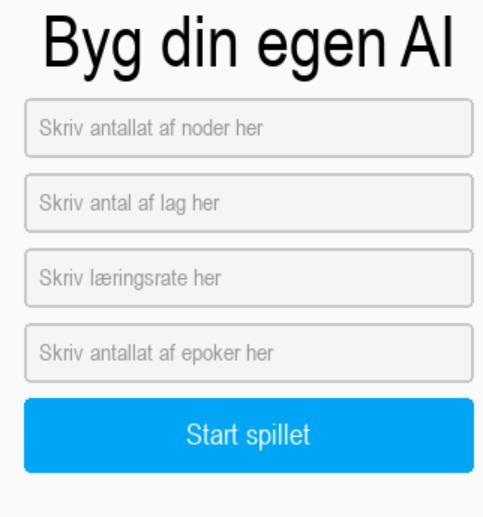 Byg din egen AI
Skriv antallat af noder her
Skriv antal af lag her
Skriv læringsrate her
Skriv antallat af epoker her
Start spillet